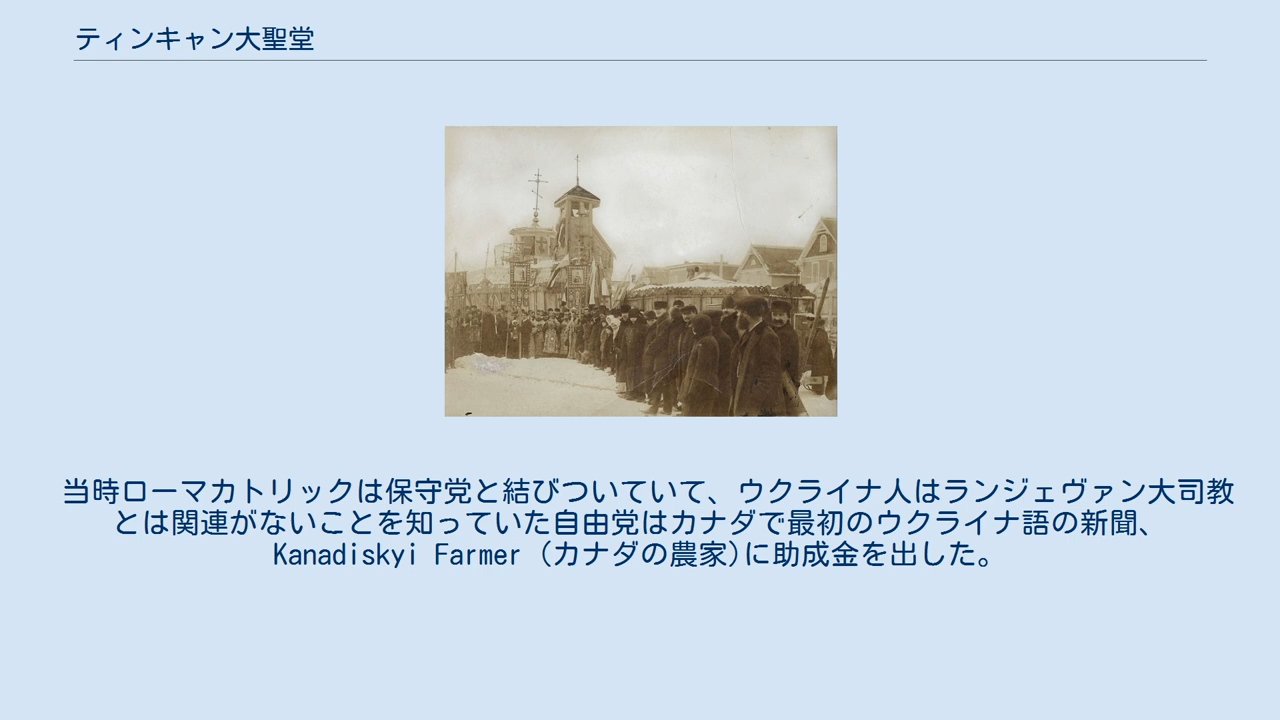 ティンキャン大聖堂
当時ローマカトリックは保守党と結びついていて、ウクライナ人はランジェヴァン大司教
とは関連がないことを知っていた自由党はカナダで最初のウクライナ語の新聞、
Kanadiskyi Farmer (カナダの農家)に助成金を出した。